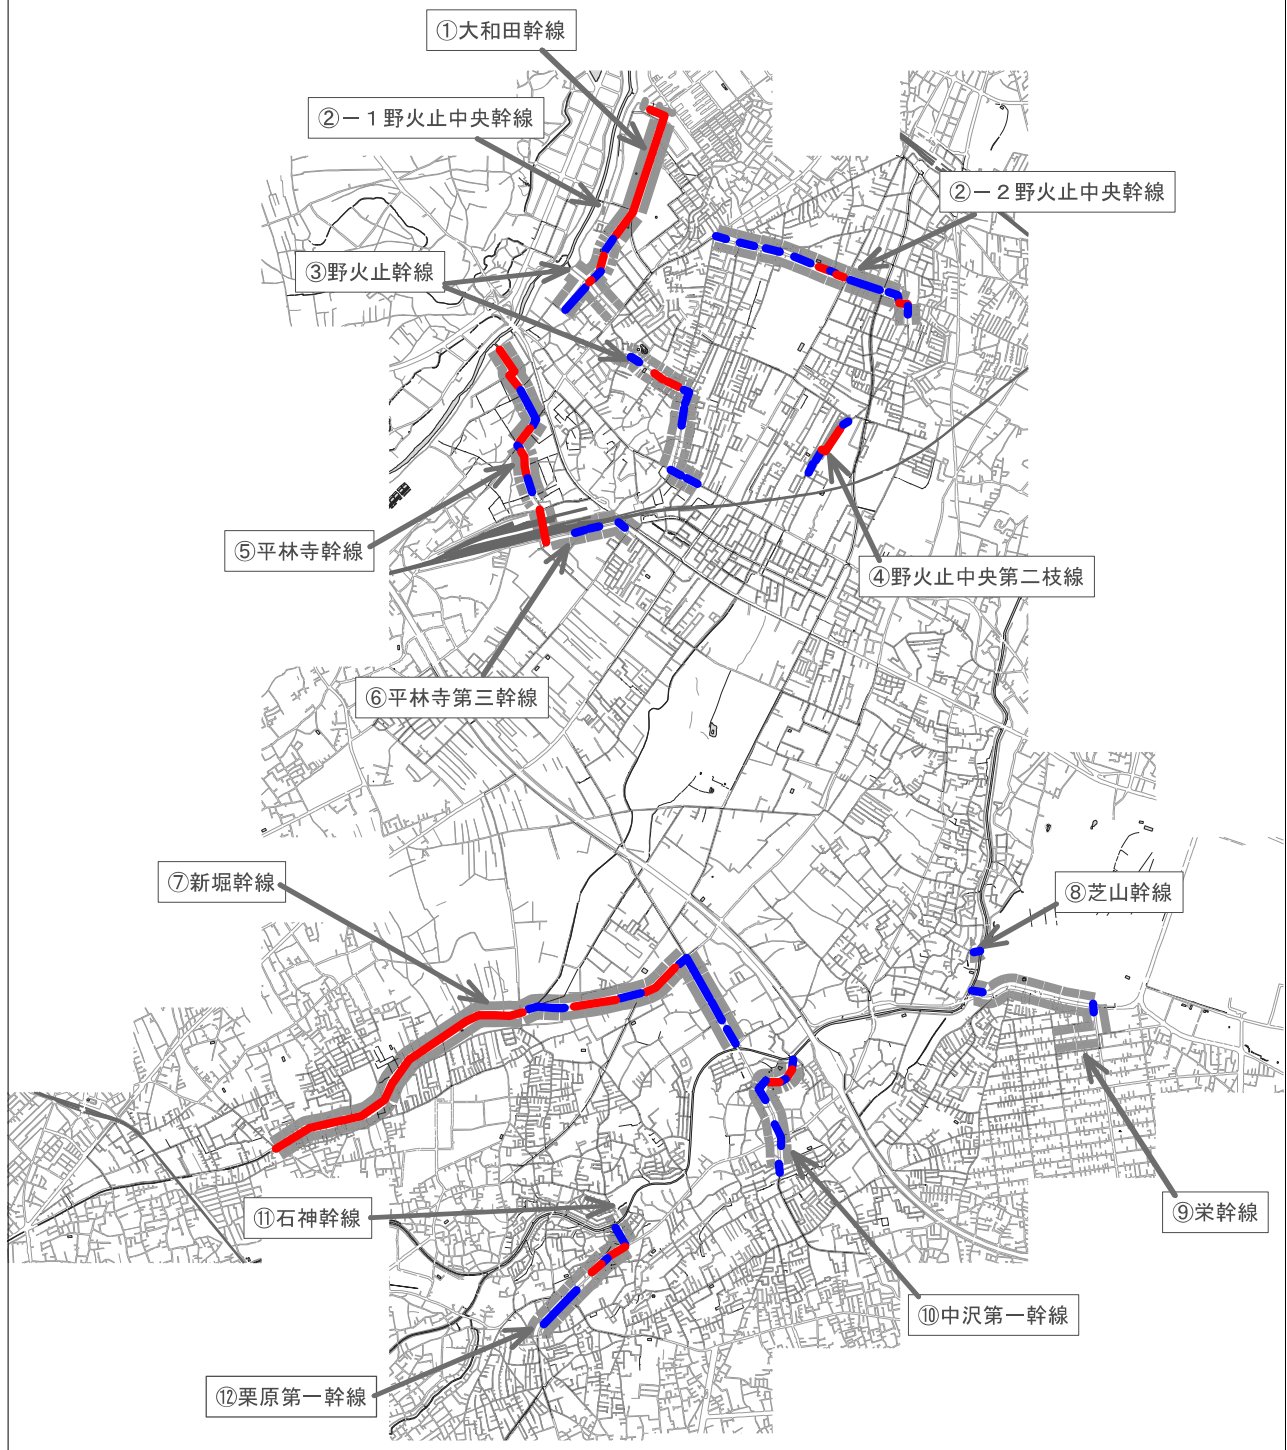 ①大和田幹線
②－１野火止中央幹線
②－２野火止中央幹線
③野火止幹線
⑤平林寺幹線
④野火止中央第二枝線
⑥平林寺第三幹線
⑦新堀幹線
⑧芝山幹線
⑪石神幹線
⑨栄幹線
⑩中沢第一幹線
⑫栗原第一幹線